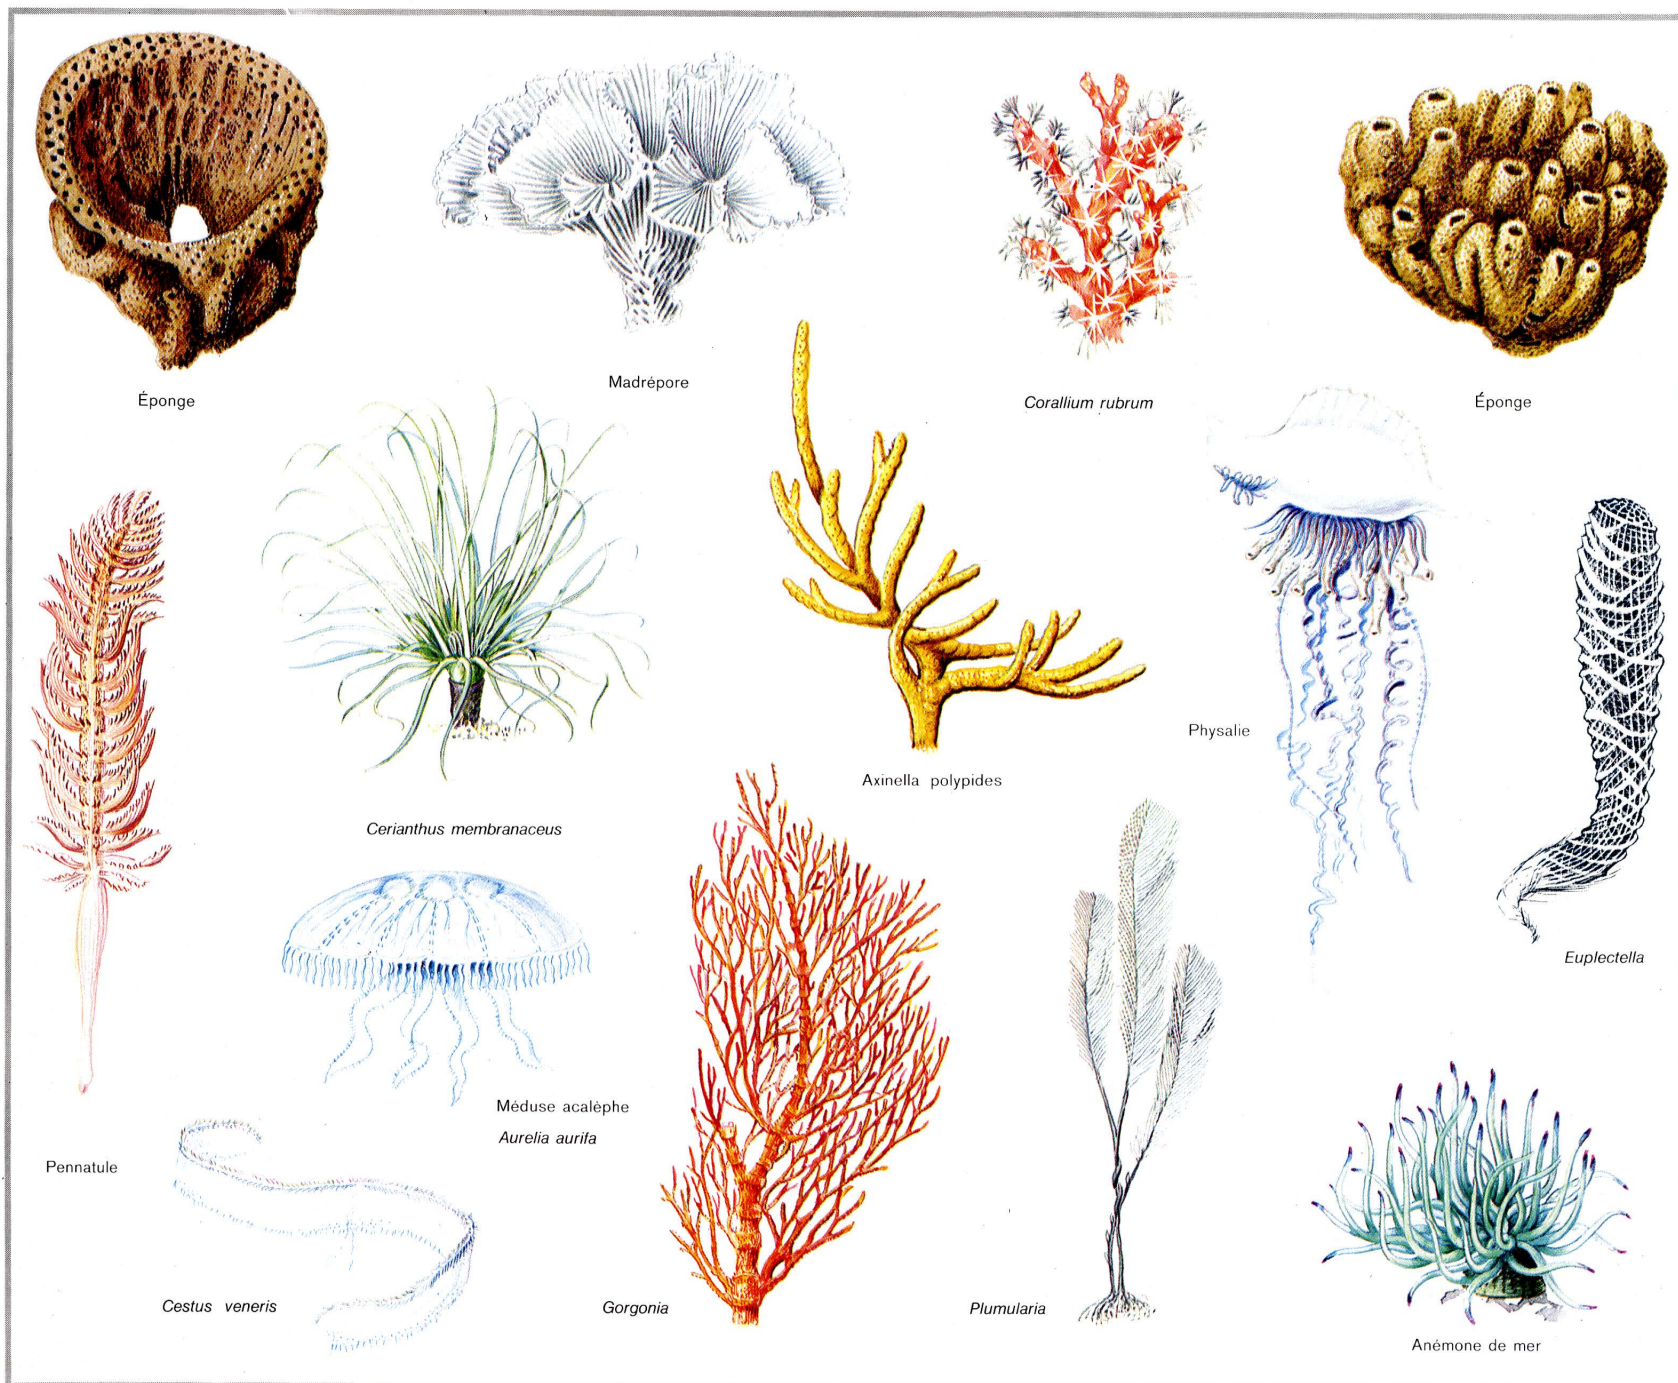 Éponge
Madrépore
Corallium rubrum
Éponge
Cerianthus membranaceus
Axinella polypides
Physalie
Euplectella
Pennatule
Méduse acalèphe
Aurelia aurifa
Cestus veneris
Gorgonia
Plumularia
Anémone de mer